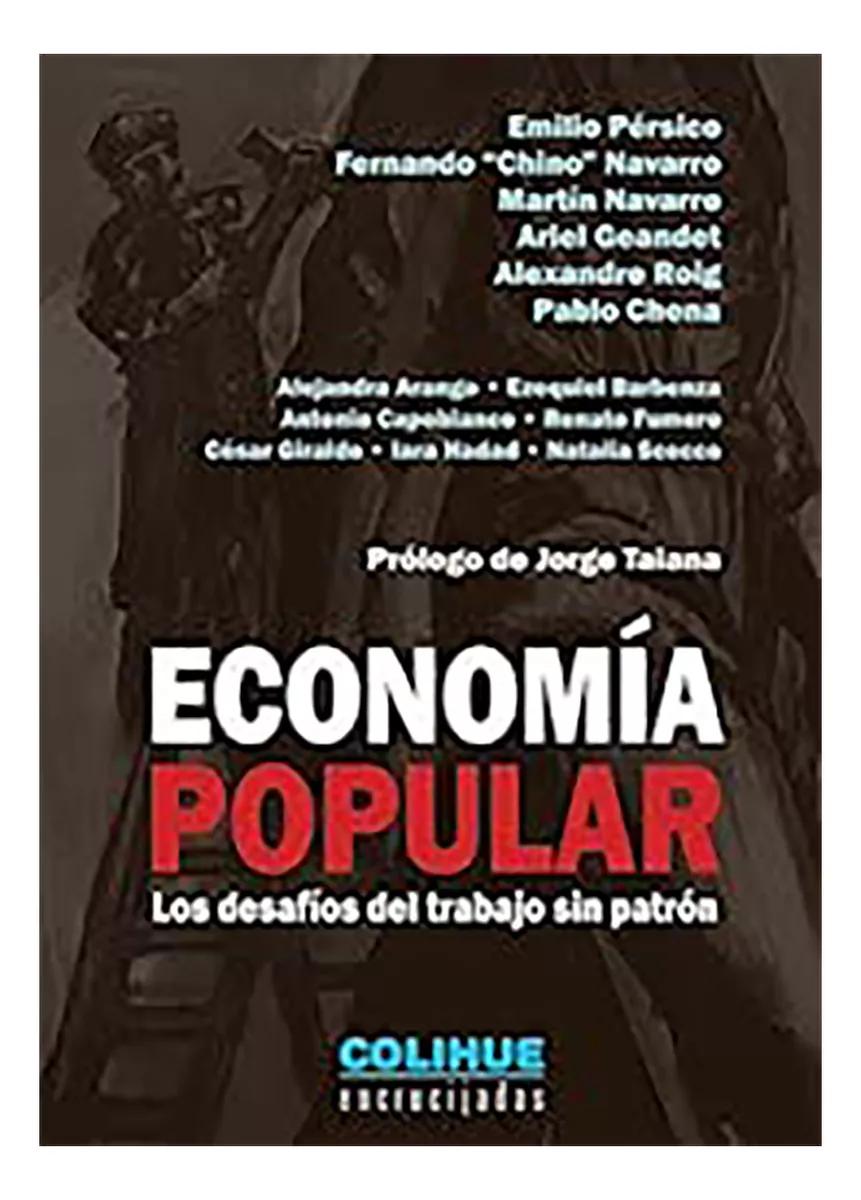 Emilio Pérsico
Fernando "Chino" Navarro
Martín Navarro
Ariel Geandet
Alexandre Roig
Pablo Chena
Alejandra Arango • Ezequiel Barbenza
Antonio Capobianco • Renato Fumero
César Giraldo • Iara Hadad • Natalia Scocco
Prólogo de Jorge Taiana
ECONOMÍA
POPULAR
Los desafíos del trabajo sin patrón
COLIHUE
encrucijadas